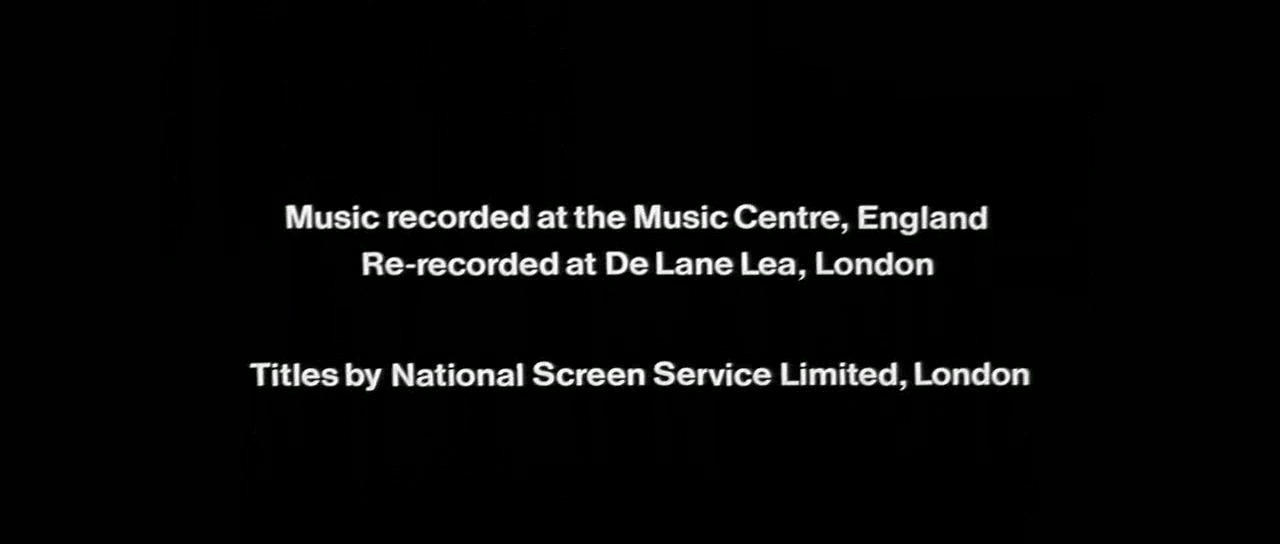 Music recorded at the Music Centre, England
Re-recorded at De Lane Lea, London
Titles by National Screen Service Limited, London